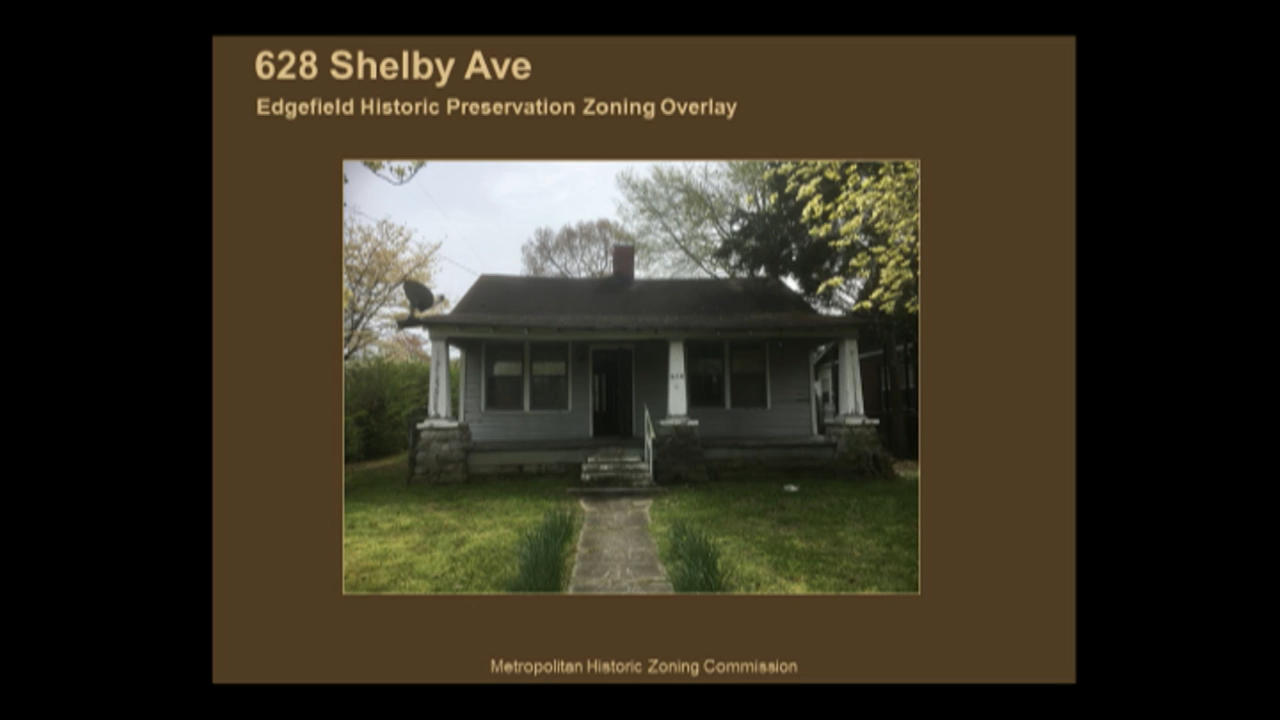 628 Shelby Ave
Edgefield Historic Preservation Zoning Overlay
Metropolitan Historic Zoning Commission